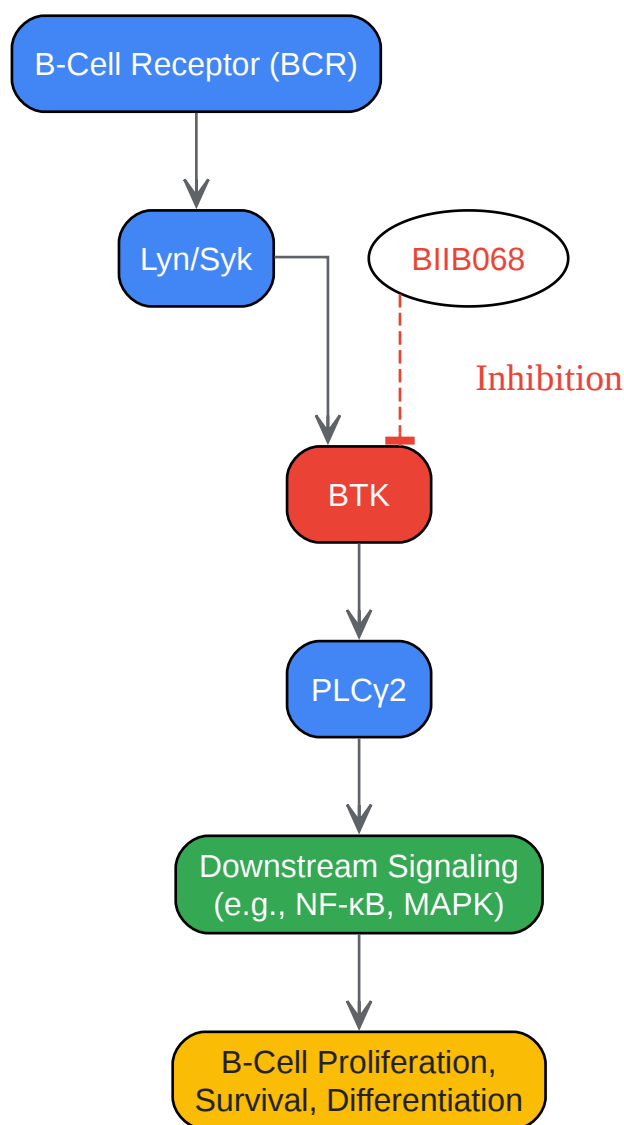 B-Cell Receptor (BCR)
Lyn/Syk
BIIB068
Inhibition
BTK
PLCγ2
Downstream Signaling
(e.g., NF-κB, MAPK)
B-Cell Proliferation,
Survival, Differentiation